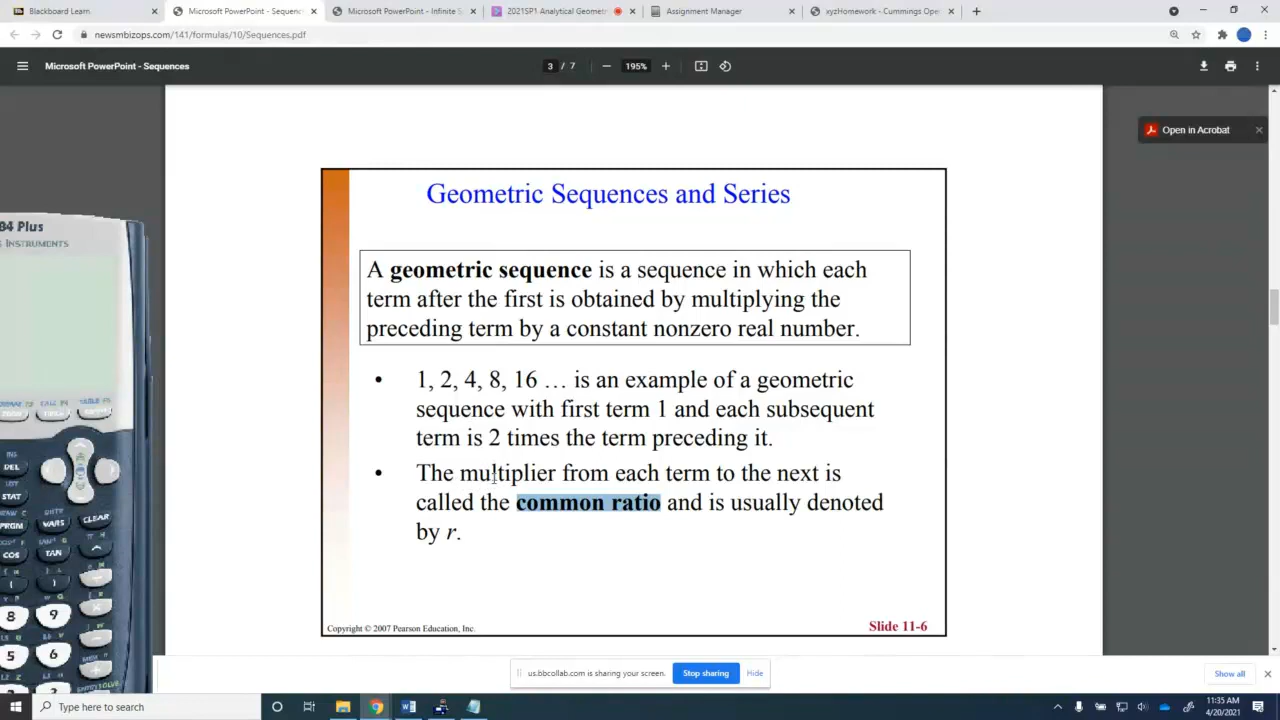 Blackboard Learn
Microsoft PowerPoint - Sequenc
Microsoft PowerPoint - Infinite S
2021SP1 Analytical Geomet
Assignment Manager
xyzHomework - Cummings Ope
newsmbizops.com/141/formulas/10/Sequences.pdf
Microsoft PowerPoint - Sequences
3 / 7
195%
Open in Acrobat
Geometric Sequences and Series
A geometric sequence is a sequence in which each
term after the first is obtained by multiplying the
preceding term by a constant nonzero real number.
• 1, 2, 4, 8, 16 … is an example of a geometric
sequence with first term 1 and each subsequent
term is 2 times the term preceding it.
• The multiplier from each term to the next is
called the common ratio and is usually denoted
by r.
Copyright © 2007 Pearson Education, Inc.
Slide 11-6
84 Plus
INSTRUMENTS
INS
DEL
LIST
STAT
PRGM
VARS
CLEAR
COS
TAN
(
)
8
9
5
6
us.bbcollab.com is sharing your screen.
Stop sharing
Hide
Show all
Type here to search
11:35 AM
4/20/2021